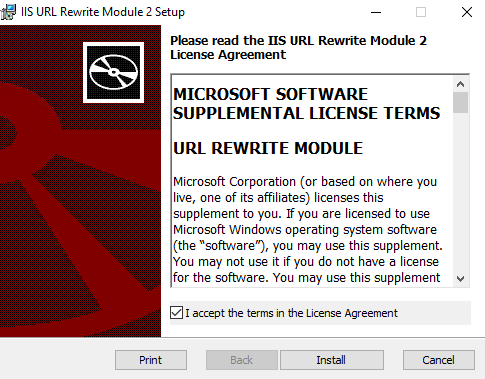 IIS URL Rewrite Module 2 Setup
Please read the IIS URL Rewrite Module 2
License Agreement
MICROSOFT SOFTWARE
SUPPLEMENTAL LICENSE TERMS
URL REWRITE MODULE
Microsoft Corporation (or based on where you
live, one of its affiliates) licenses this
supplement to you. If you are licensed to use
Microsoft Windows operating system software
(the “software”), you may use this supplement.
You may not use it if you do not have a license
for the software. You may use this supplement
I accept the terms in the License Agreement
Print Back Install Cancel